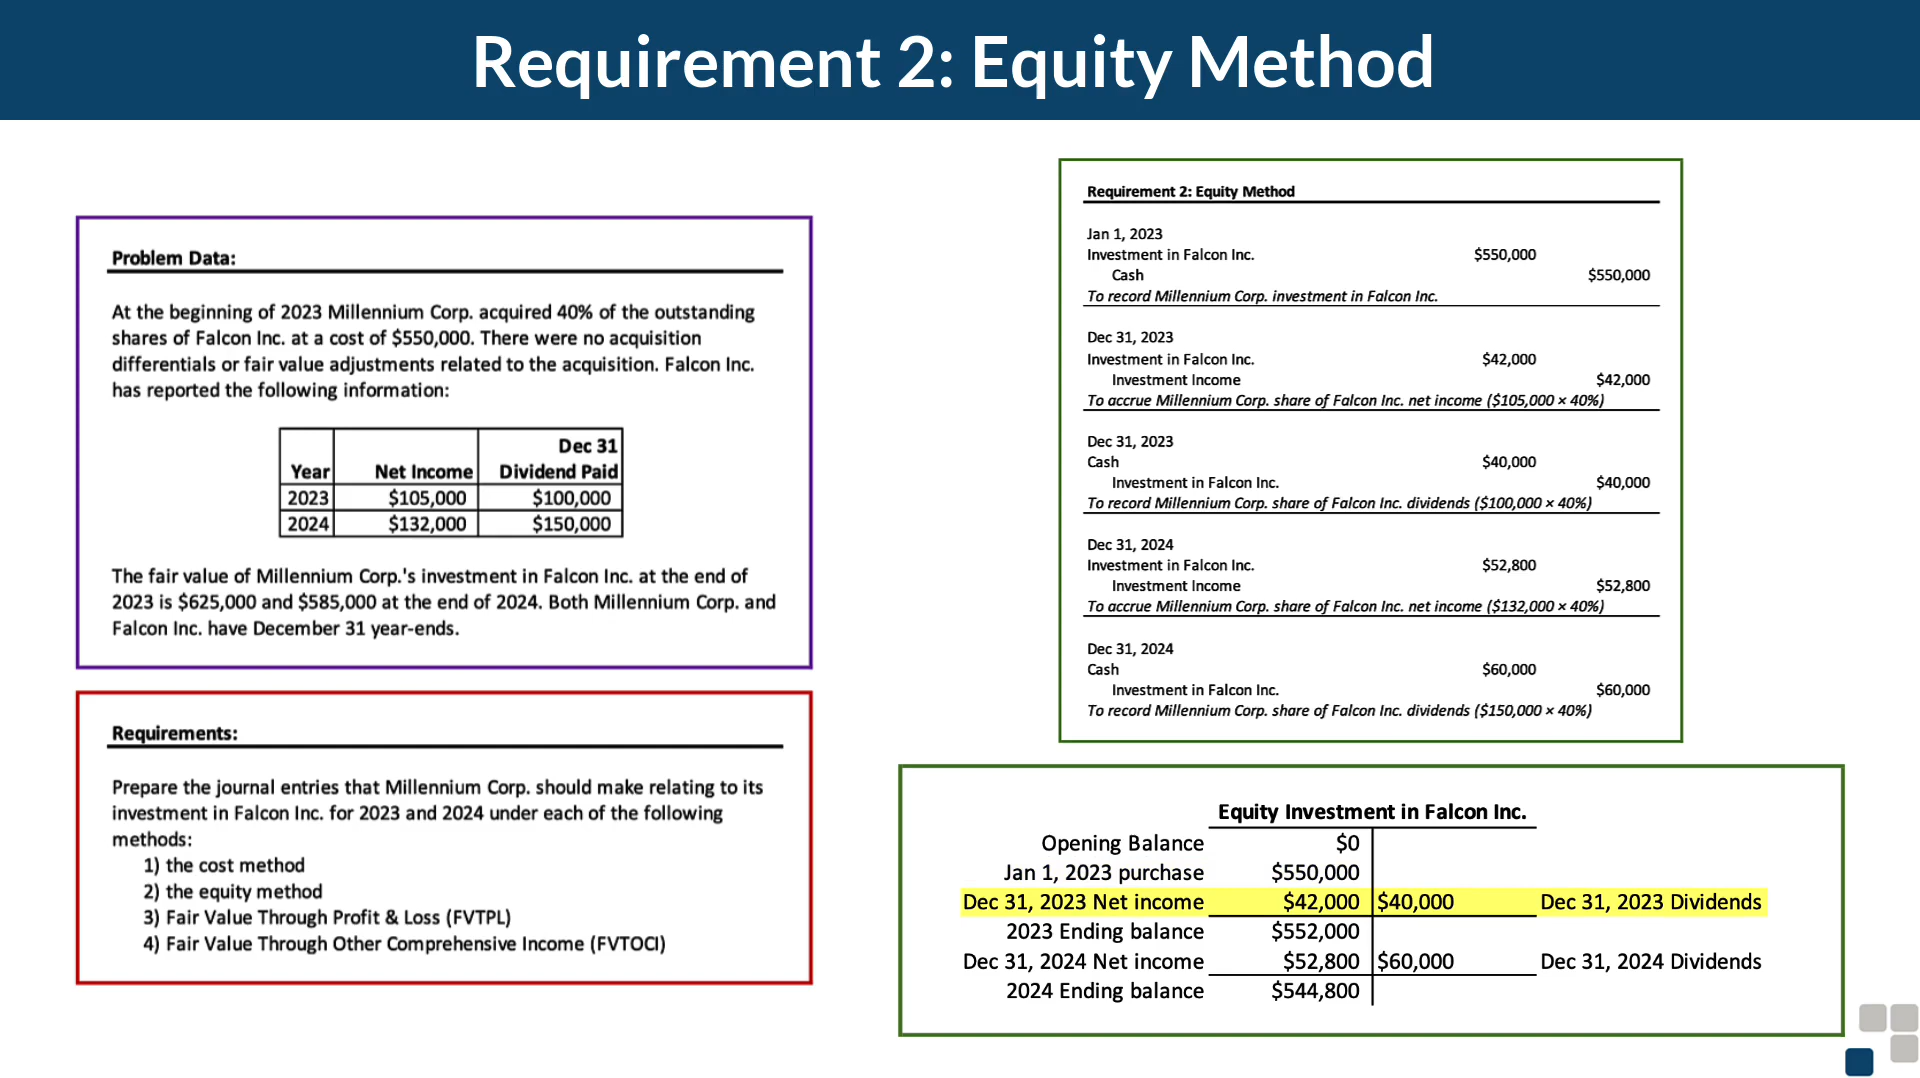 Requirement 2: Equity Method
Problem Data:
At the beginning of 2023 Millennium Corp. acquired 40% of the outstanding
shares of Falcon Inc. at a cost of $550,000. There were no acquisition
differentials or fair value adjustments related to the acquisition. Falcon Inc.
has reported the following information:
Dec 31
Year Net Income Dividend Paid
2023 $105,000 $100,000
2024 $132,000 $150,000
The fair value of Millennium Corp.'s investment in Falcon Inc. at the end of
2023 is $625,000 and $585,000 at the end of 2024. Both Millennium Corp. and
Falcon Inc. have December 31 year-ends.
Requirements:
Prepare the journal entries that Millennium Corp. should make relating to its
investment in Falcon Inc. for 2023 and 2024 under each of the following
methods:
1) the cost method
2) the equity method
3) Fair Value Through Profit & Loss (FVTPL)
4) Fair Value Through Other Comprehensive Income (FVTOCI)
Requirement 2: Equity Method
Jan 1, 2023
Investment in Falcon Inc. $550,000
Cash $550,000
To record Millennium Corp. investment in Falcon Inc.
Dec 31, 2023
Investment in Falcon Inc. $42,000
Investment Income $42,000
To accrue Millennium Corp. share of Falcon Inc. net income ($105,000 × 40%)
Dec 31, 2023
Cash $40,000
Investment in Falcon Inc. $40,000
To record Millennium Corp. share of Falcon Inc. dividends ($100,000 × 40%)
Dec 31, 2024
Investment in Falcon Inc. $52,800
Investment Income $52,800
To accrue Millennium Corp. share of Falcon Inc. net income ($132,000 × 40%)
Dec 31, 2024
Cash $60,000
Investment in Falcon Inc. $60,000
To record Millennium Corp. share of Falcon Inc. dividends ($150,000 × 40%)
Equity Investment in Falcon Inc.
Opening Balance $0
Jan 1, 2023 purchase $550,000
Dec 31, 2023 Net income $42,000 $40,000 Dec 31, 2023 Dividends
2023 Ending balance $552,000
Dec 31, 2024 Net income $52,800 $60,000 Dec 31, 2024 Dividends
2024 Ending balance $544,800